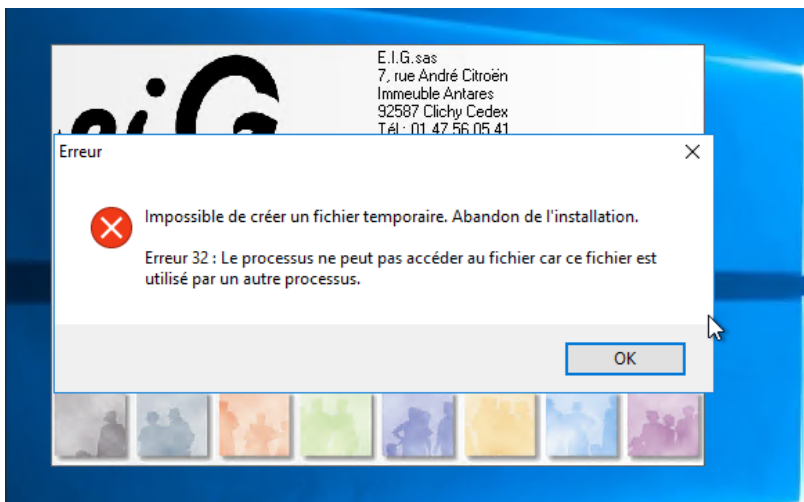 E.I.G.sas
7, rue André Citroën
Immeuble Antares
92587 Clichy Cedex
Tél : 01 47 56 05 41
Erreur
Impossible de créer un fichier temporaire. Abandon de l'installation.
Erreur 32 : Le processus ne peut pas accéder au fichier car ce fichier est
utilisé par un autre processus.
OK